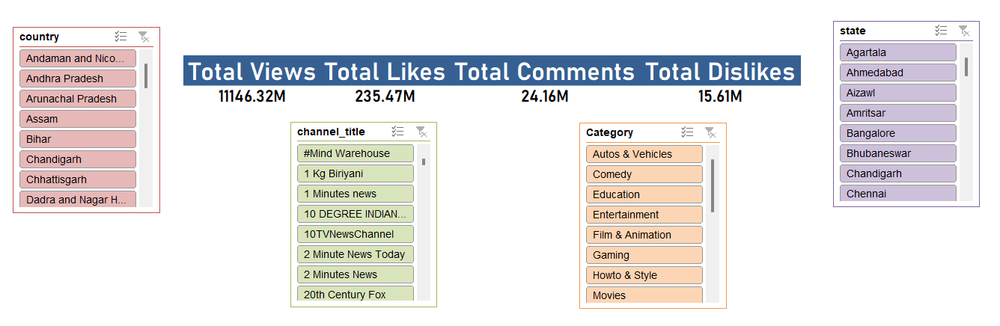 country
Andaman and Nico...
Andhra Pradesh
Arunachal Pradesh
Assam
Bihar
Chandigarh
Chhattisgarh
Dadra and Nagar H...
Total Views Total Likes Total Comments Total Dislikes
11146.32M 235.47M 24.16M 15.61M
channel_title
#Mind Warehouse
1 Kg Biriyani
1 Minutes news
10 DEGREE INDIAN...
10TVNewsChannel
2 Minute News Today
2 Minutes News
20th Century Fox
Category
Autos & Vehicles
Comedy
Education
Entertainment
Film & Animation
Gaming
Howto & Style
Movies
state
Agartala
Ahmedabad
Aizawl
Amritsar
Bangalore
Bhubaneswar
Chandigarh
Chennai